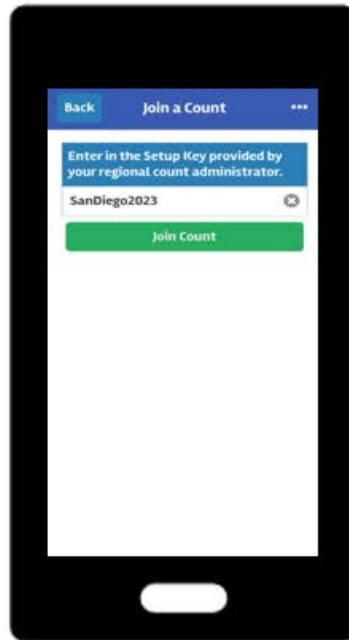 Back Join a Count •••
Enter in the Setup Key provided by
your regional count administrator.
SanDiego2023
Join Count